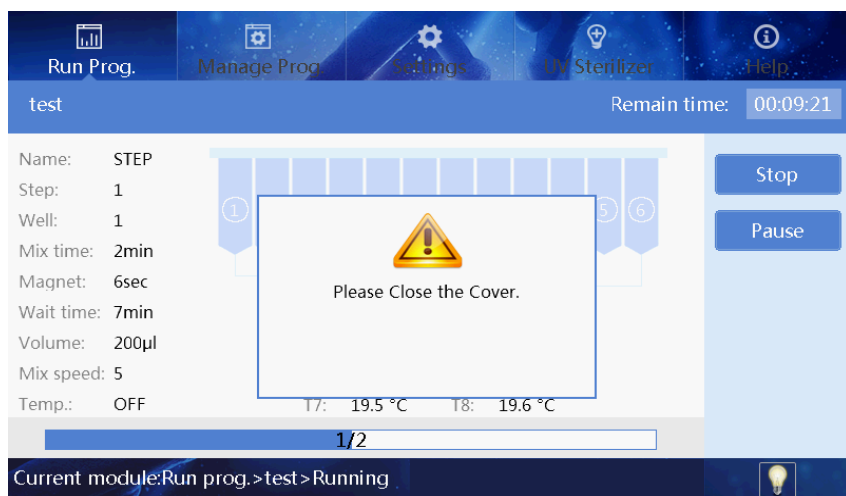 Run Prog.
Manage Prog.
Settings
UV Sterilizer
Help
test
Remain time: 00:09:21
Name: STEP
Step: 1
Well: 1
Mix time: 2min
Magnet: 6sec
Wait time: 7min
Volume: 200μl
Mix speed: 5
Temp.: OFF
1
5
6
Please Close the Cover.
T7: 19.5 °C T8: 19.6 °C
Stop
Pause
1/2
Current module:Run prog.>test>Running